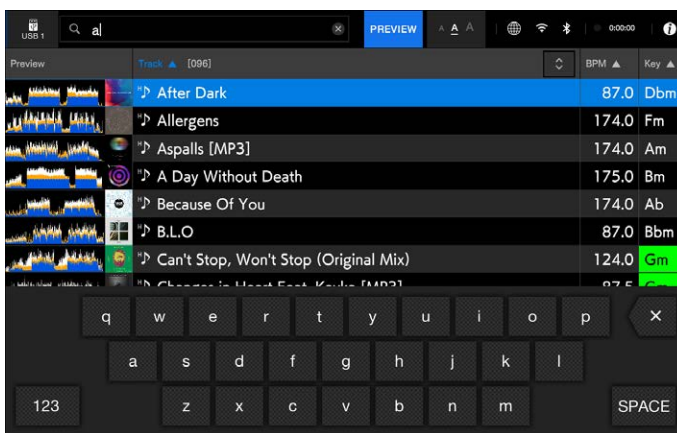 USB 1 a PREVIEW A A A 0:00:00 i
Preview Track ▲ [096] BPM ▲ Key ▲
After Dark 87.0 Dbm
Allergens 174.0 Fm
Aspalls [MP3] 174.0 Am
A Day Without Death 175.0 Bm
Because Of You 174.0 Ab
B.L.O 87.0 Bbm
Can't Stop, Won't Stop (Original Mix) 124.0 Gm
87.5
q w e r t y u i o p
a s d f g h j k l
123 z x c v b n m SPACE